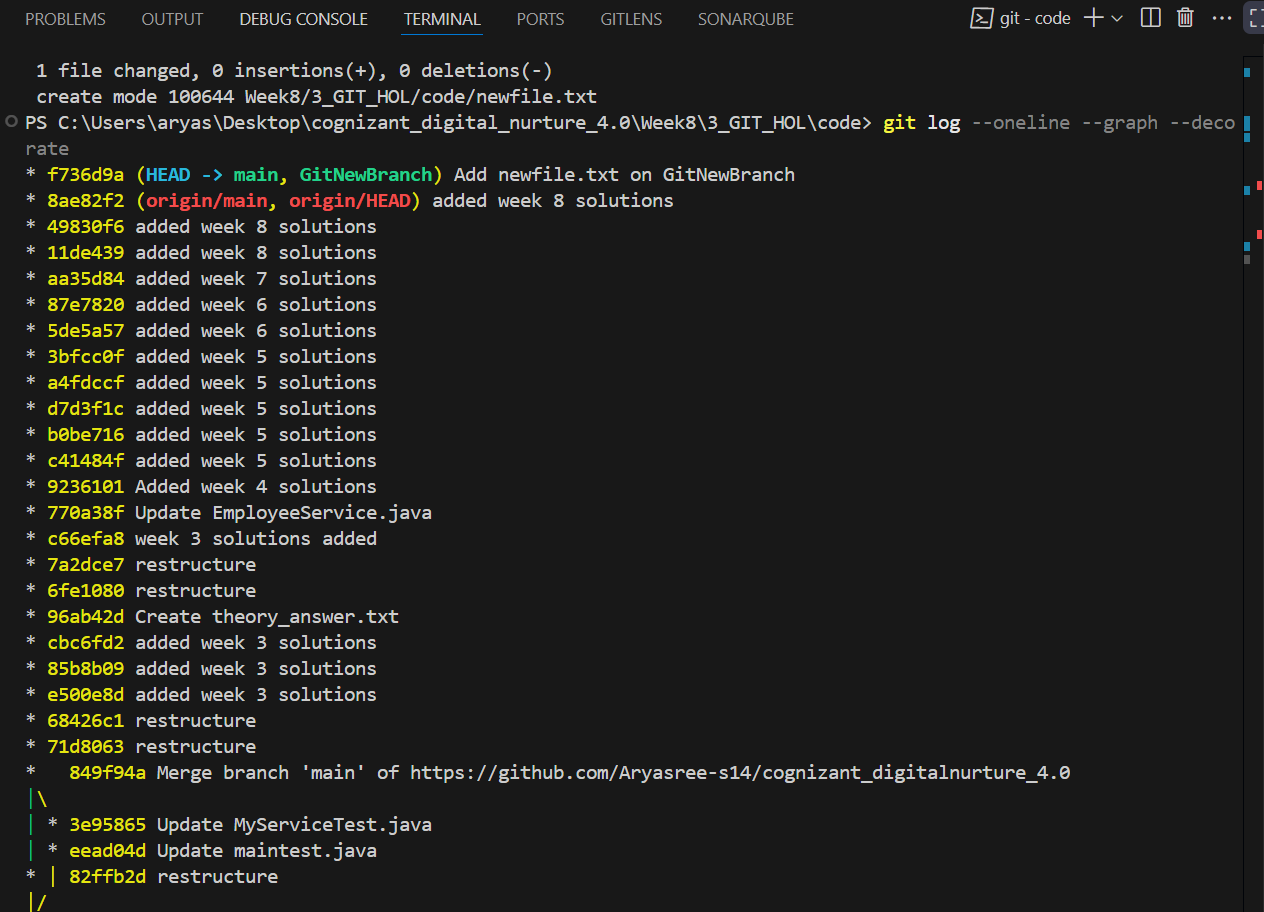 PROBLEMS OUTPUT DEBUG CONSOLE TERMINAL PORTS GITLENS SONARQUBE git - code
1 file changed, 0 insertions(+), 0 deletions(-)
create mode 100644 Week8/3_GIT_HOL/code/newfile.txt
PS C:\Users\aryas\Desktop\cognizant_digital_nurture_4.0\Week8\3_GIT_HOL\code> git log --oneline --graph --deco
rate
* f736d9a (HEAD -> main, GitNewBranch) Add newfile.txt on GitNewBranch
* 8ae82f2 (origin/main, origin/HEAD) added week 8 solutions
* 49830f6 added week 8 solutions
* 11de439 added week 8 solutions
* aa35d84 added week 7 solutions
* 87e7820 added week 6 solutions
* 5de5a57 added week 6 solutions
* 3bfcc0f added week 5 solutions
* a4fdccf added week 5 solutions
* d7d3f1c added week 5 solutions
* b0be716 added week 5 solutions
* c41484f added week 5 solutions
* 9236101 Added week 4 solutions
* 770a38f Update EmployeeService.java
* c66efa8 week 3 solutions added
* 7a2dce7 restructure
* 6fe1080 restructure
* 96ab42d Create theory_answer.txt
* cbc6fd2 added week 3 solutions
* 85b8b09 added week 3 solutions
* e500e8d added week 3 solutions
* 68426c1 restructure
* 71d8063 restructure
*   849f94a Merge branch 'main' of https://github.com/Aryasree-s14/cognizant_digitalnurture_4.0
|\
| * 3e95865 Update MyServiceTest.java
| * eead04d Update maintest.java
* | 82ffb2d restructure
|/